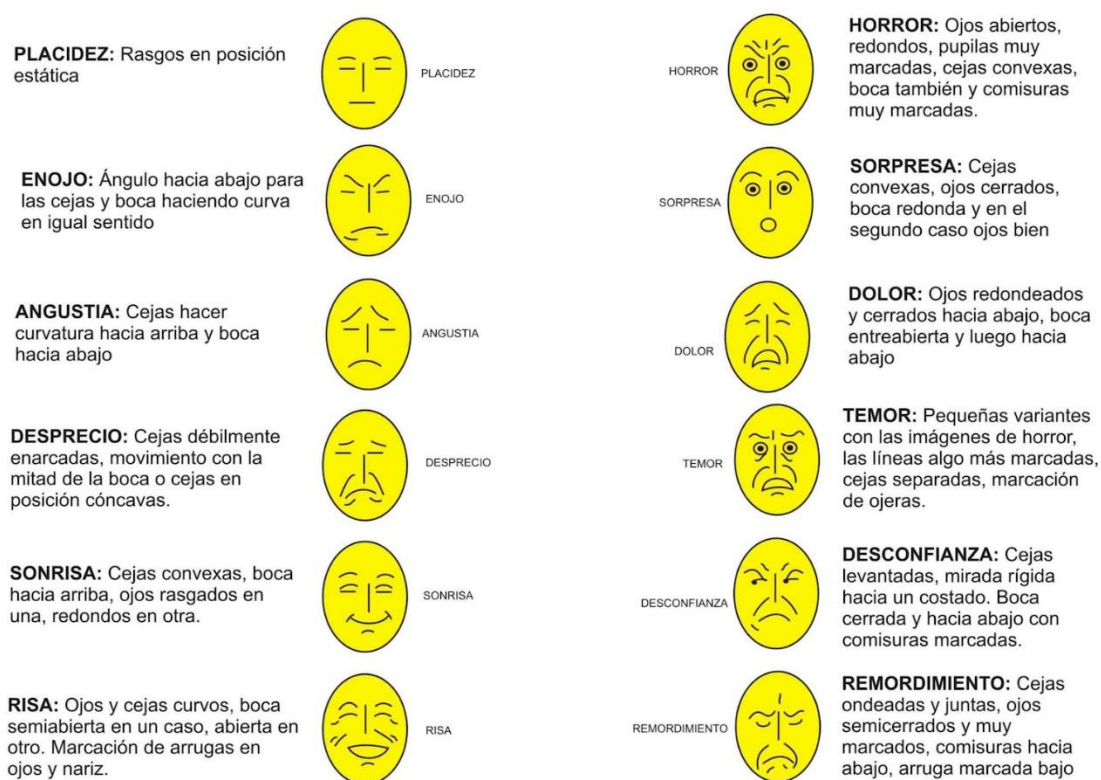 PLACIDEZ: Rasgos en posición
estática
PLACIDEZ
ENOJO: Ángulo hacia abajo para
las cejas y boca haciendo curva
en igual sentido
ENOJO
ANGUSTIA: Cejas hacer
curvatura hacia arriba y boca
hacia abajo
ANGUSTIA
DESPRECIO: Cejas débilmente
enarcadas, movimiento con la
mitad de la boca o cejas en
posición cóncavas.
DESPRECIO
SONRISA: Cejas convexas, boca
hacia arriba, ojos rasgados en
una, redondos en otra.
SONRISA
RISA: Ojos y cejas curvos, boca
semiabierta en un caso, abierta en
otro. Marcación de arrugas en
ojos y nariz.
RISA
HORROR
HORROR: Ojos abiertos,
redondos, pupilas muy
marcadas, cejas convexas,
boca también y comisuras
muy marcadas.
SORPRESA
SORPRESA: Cejas
convexas, ojos cerrados,
boca redonda y en el
segundo caso ojos bien
DOLOR
DOLOR: Ojos redondeados
y cerrados hacia abajo, boca
entreabierta y luego hacia
abajo
TEMOR
TEMOR: Pequeñas variantes
con las imágenes de horror,
las líneas algo más marcadas,
cejas separadas, marcación
de ojeras.
DESCONFIANZA
DESCONFIANZA: Cejas
levantadas, mirada rígida
hacia un costado. Boca
cerrada y hacia abajo con
comisuras marcadas.
REMORDIMIENTO
REMORDIMIENTO: Cejas
ondeadas y juntas, ojos
semicerrados y muy
marcados, comisuras hacia
abajo, arruga marcada bajo